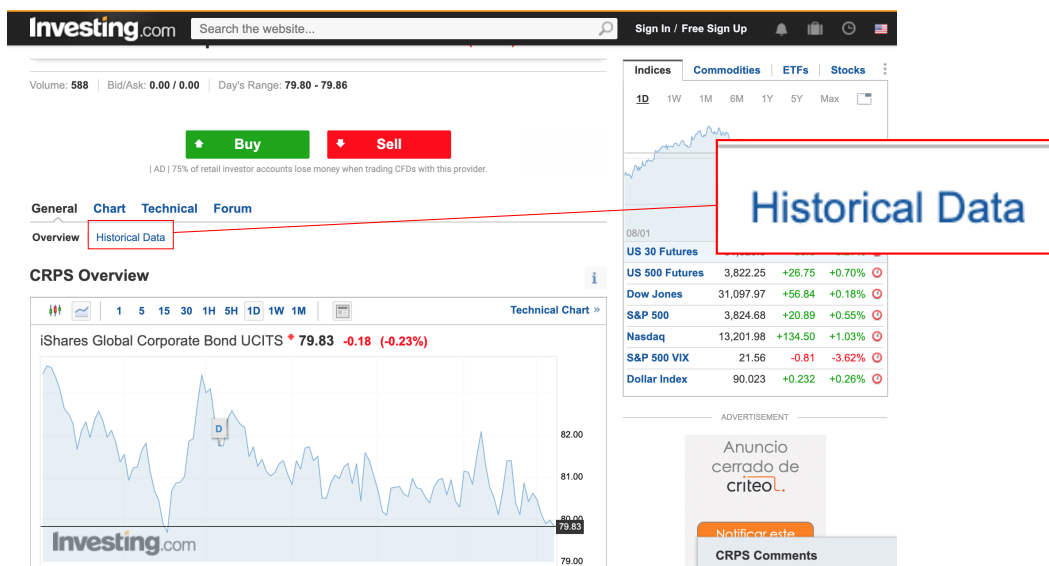 Investing.com Search the website... Sign In / Free Sign Up
Volume: 588 Bid/Ask: 0.00 / 0.00 Day's Range: 79.80 - 79.86
Buy Sell
| AD | 75% of retail investor accounts lose money when trading CFDs with this provider.
General Chart Technical Forum
Overview Historical Data
CRPS Overview
1 5 15 30 1H 5H 1D 1W 1M Technical Chart »
iShares Global Corporate Bond UCITS 79.83 -0.18 (-0.23%)
D
82.00
81.00
80.00
79.83
79.00
Investing.com
Indices Commodities ETFs Stocks
1D 1W 1M 6M 1Y 5Y Max
08/01
Historical Data
US 30 Futures
US 500 Futures 3,822.25 +26.75 +0.70%
Dow Jones 31,097.97 +56.84 +0.18%
S&P 500 3,824.68 +20.89 +0.55%
Nasdaq 13,201.98 +134.50 +1.03%
S&P 500 VIX 21.56 -0.81 -3.62%
Dollar Index 90.023 +0.232 +0.26%
ADVERTISEMENT
Anuncio
cerrado de
criteo.
Notificar este
CRPS Comments